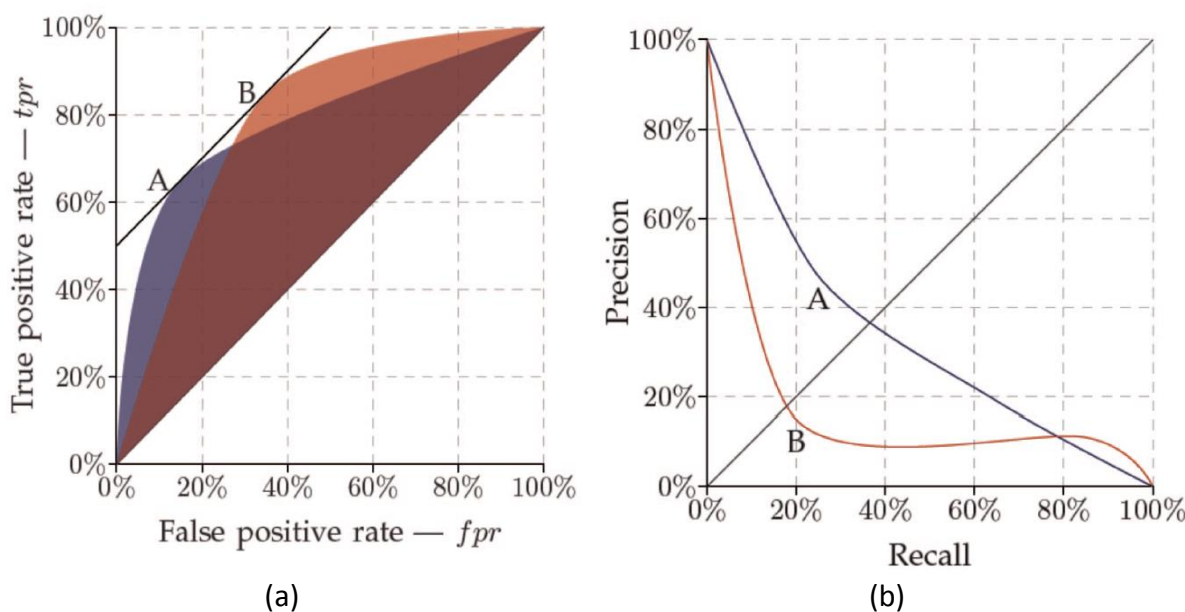 100%
80%
60%
40%
20%
0%
True positive rate — tpr
A
B
0% 20% 40% 60% 80% 100%
False positive rate — fpr
(a)
100%
80%
60%
40%
20%
0%
Precision
A
B
0% 20% 40% 60% 80% 100%
Recall
(b)